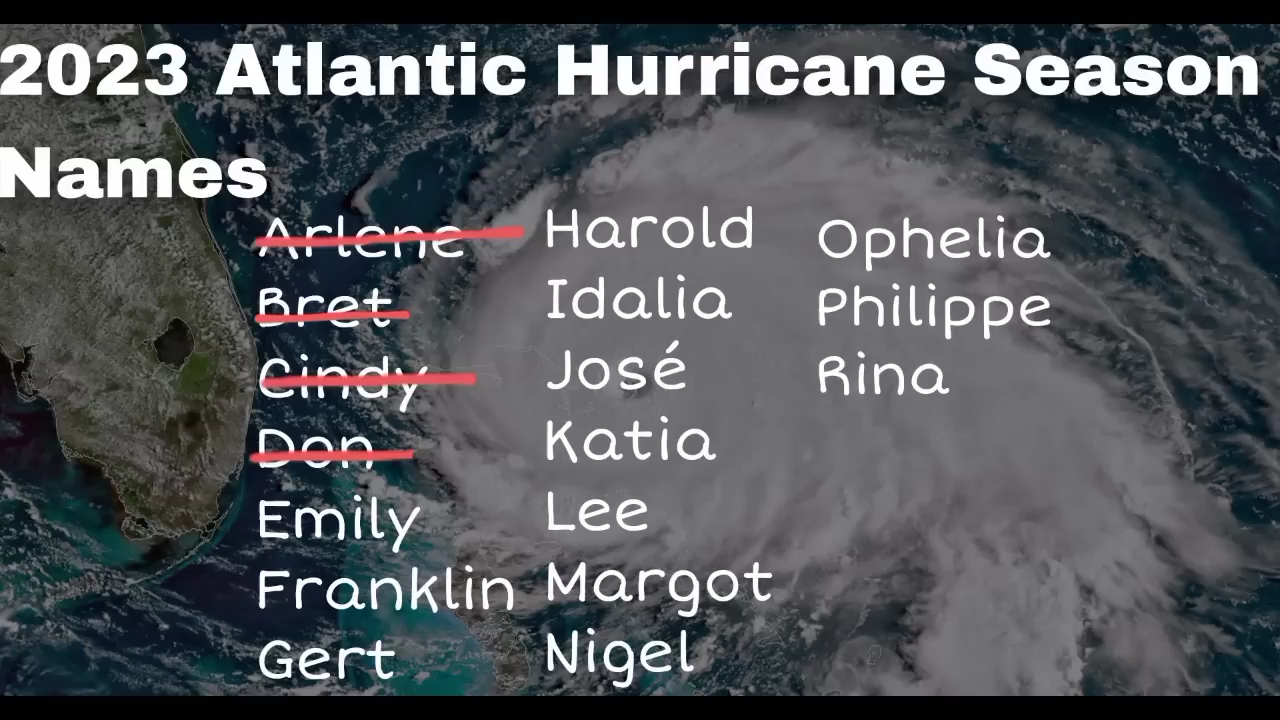 2023 Atlantic Hurricane Season
Names
Arlene
Bret
Cindy
Don
Emily
Franklin
Gert
Harold
Idalia
José
Katia
Lee
Margot
Nigel
Ophelia
Philippe
Rina